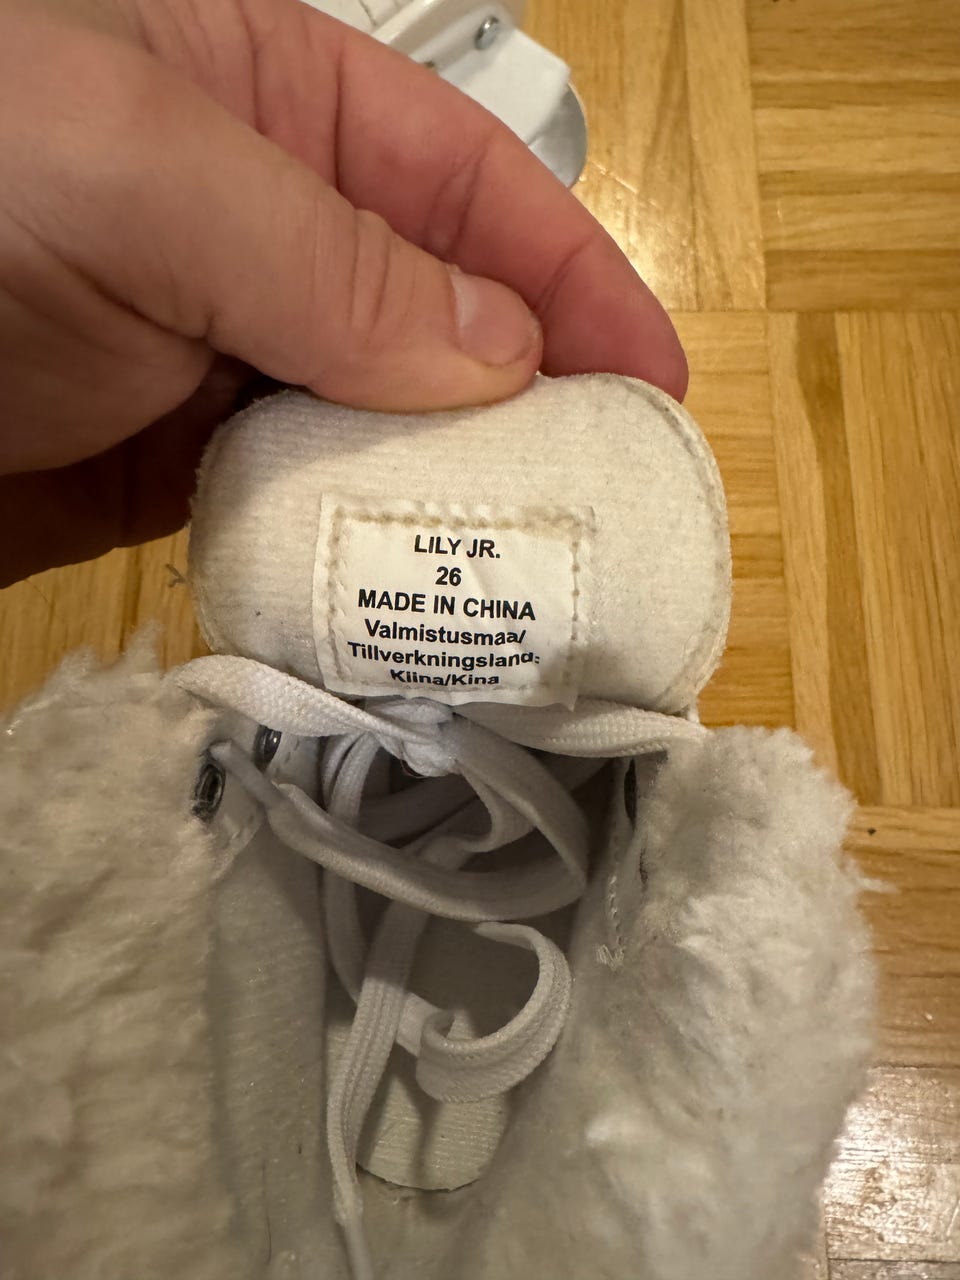 LILY JR.
26
MADE IN CHINA
Valmistusmaa/
Tillverkningsland:
Kiina/Kina